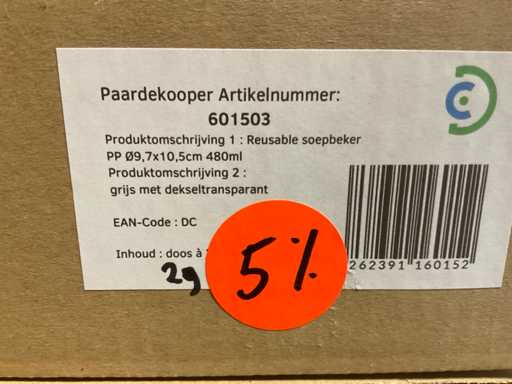 Paardekooper Artikelnummer:
601503
Produktomschrijving 1 : Reusable soepbeker
PP Ø9,7x10,5cm 480ml
Produktomschrijving 2 :
grijs met dekseltransparant
EAN-Code : DC
Inhoud : doos à
262391 160152
29
5%